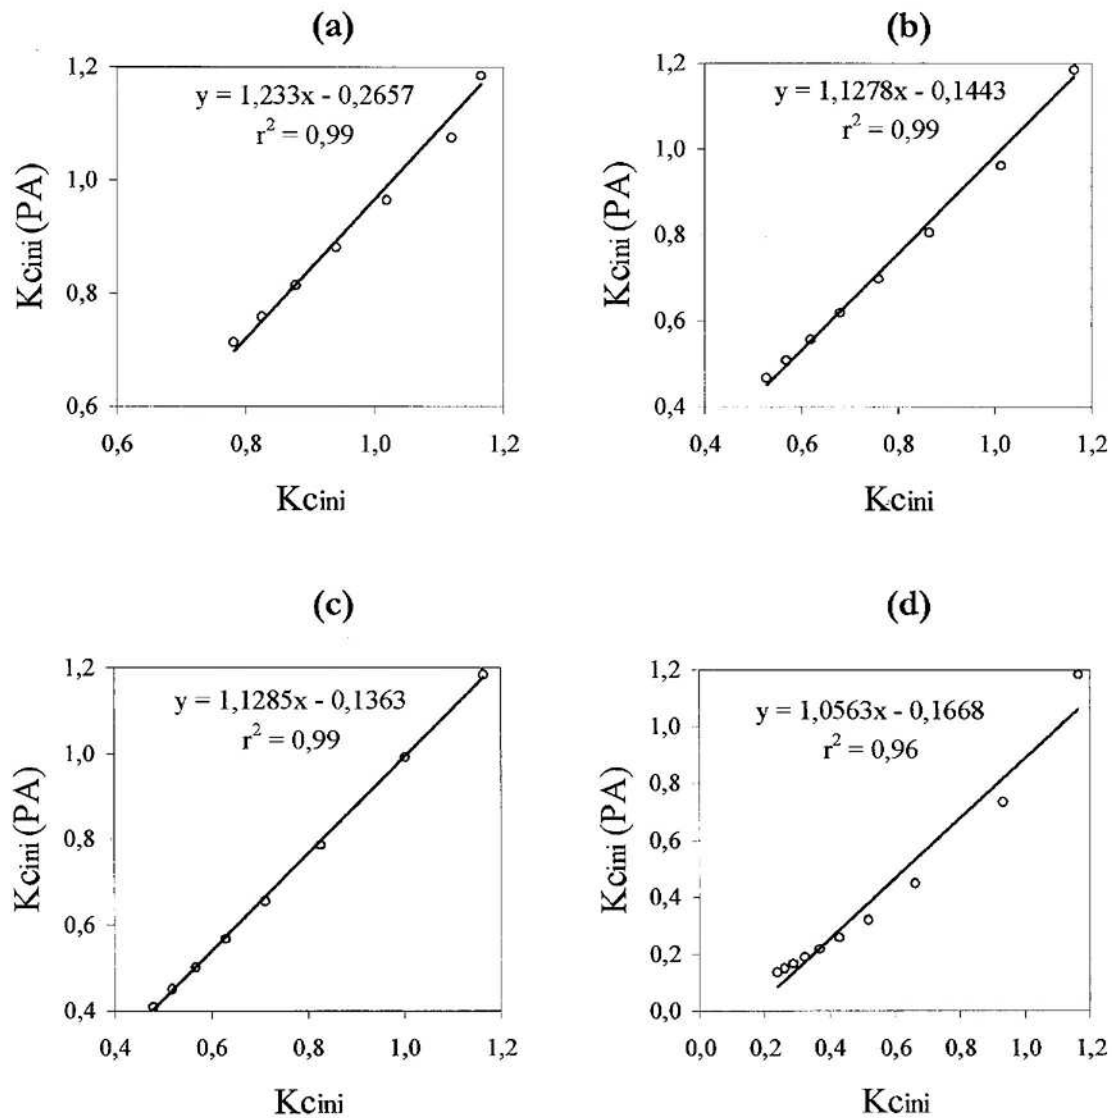 (a)
y = 1,233x - 0,2657
r² = 0,99
1,2
1,0
0,8
0,6
0,6 0,8 1,0 1,2
Kcini (PA)
Kcini
(b)
y = 1,1278x - 0,1443
r² = 0,99
1,2
1,0
0,8
0,6
0,4
0,4 0,6 0,8 1,0 1,2
Kcini (PA)
Kcini
(c)
y = 1,1285x - 0,1363
r² = 0,99
1,2
1,0
0,8
0,6
0,4
0,4 0,6 0,8 1,0 1,2
Kcini (PA)
Kcini
(d)
y = 1,0563x - 0,1668
r² = 0,96
1,2
1,0
0,8
0,6
0,4
0,2
0,0
0,0 0,2 0,4 0,6 0,8 1,0 1,2
Kcini (PA)
Kcini